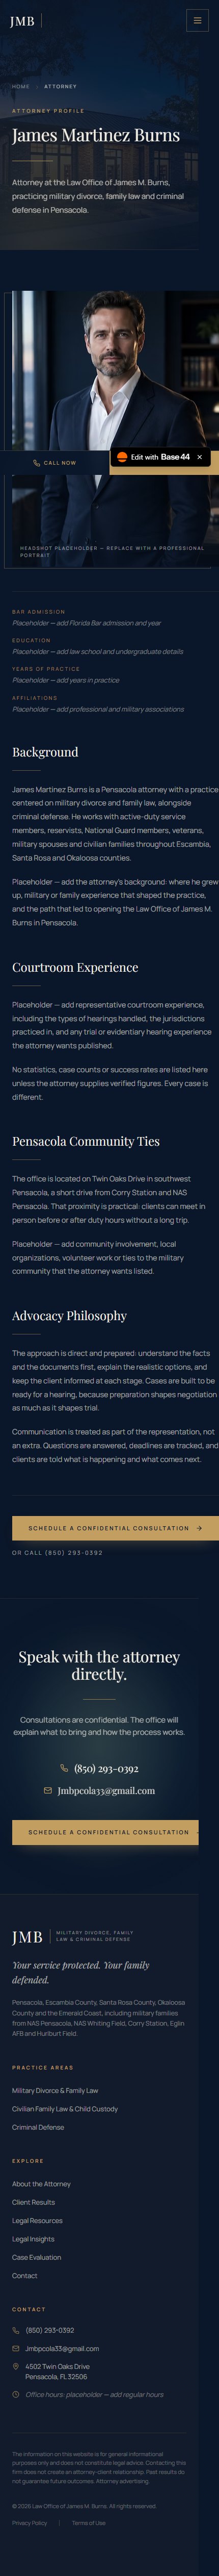 JMB
HOME
ATTORNEY
ATTORNEY PROFILE
James Martinez Burns
Attorney at the Law Office of James M. Burns,
practicing military divorce, family law and criminal
defense in Pensacola.
CALL NOW
Edit with Base 44
HEADSHOT PLACEHOLDER — REPLACE WITH A PROFESSIONAL
PORTRAIT
BAR ADMISSION
Placeholder — add Florida Bar admission and year
EDUCATION
Placeholder — add law school and undergraduate details
YEARS OF PRACTICE
Placeholder — add years in practice
AFFILIATIONS
Placeholder — add professional and military associations
Background
James Martinez Burns is a Pensacola attorney with a practice
centered on military divorce and family law, alongside
criminal defense. He works with active-duty service
members, reservists, National Guard members, veterans,
military spouses and civilian families throughout Escambia,
Santa Rosa and Okaloosa counties.
Placeholder — add the attorney's background: where he grew
up, military or family experience that shaped the practice,
and the path that led to opening the Law Office of James M.
Burns in Pensacola.
Courtroom Experience
Placeholder — add representative courtroom experience,
including the types of hearings handled, the jurisdictions
practiced in, and any trial or evidentiary hearing experience
the attorney wants published.
No statistics, case counts or success rates are listed here
unless the attorney supplies verified figures. Every case is
different.
Pensacola Community Ties
The office is located on Twin Oaks Drive in southwest
Pensacola, a short drive from Corry Station and NAS
Pensacola. That proximity is practical: clients can meet in
person before or after duty hours without a long trip.
Placeholder — add community involvement, local
organizations, volunteer work or ties to the military
community that the attorney wants listed.
Advocacy Philosophy
The approach is direct and prepared: understand the facts
and the documents first, explain the realistic options, and
keep the client informed at each stage. Cases are built to be
ready for a hearing, because preparation shapes negotiation
as much as it shapes trial.
Communication is treated as part of the representation, not
an extra. Questions are answered, deadlines are tracked, and
clients are told what is happening and what comes next.
SCHEDULE A CONFIDENTIAL CONSULTATION
OR CALL (850) 293-0392
Speak with the attorney
directly.
Consultations are confidential. The office will
explain what to bring and how the process works.
(850) 293-0392
Jmbpcola33@gmail.com
SCHEDULE A CONFIDENTIAL CONSULTATION
JMB
MILITARY DIVORCE, FAMILY
LAW & CRIMINAL DEFENSE
Your service protected. Your family
defended.
Pensacola, Escambia County, Santa Rosa County, Okaloosa
County and the Emerald Coast, including military families
from NAS Pensacola, NAS Whiting Field, Corry Station, Eglin
AFB and Hurlburt Field.
PRACTICE AREAS
Military Divorce & Family Law
Civilian Family Law & Child Custody
Criminal Defense
EXPLORE
About the Attorney
Client Results
Legal Resources
Legal Insights
Case Evaluation
Contact
CONTACT
(850) 293-0392
Jmbpcola33@gmail.com
4502 Twin Oaks Drive
Pensacola, FL 32506
Office hours: placeholder — add regular hours
The information on this website is for general informational
purposes only and does not constitute legal advice. Contacting this
firm does not create an attorney-client relationship. Past results do
not guarantee future outcomes. Attorney advertising.
© 2026 Law Office of James M. Burns. All rights reserved.
Privacy Policy
Terms of Use